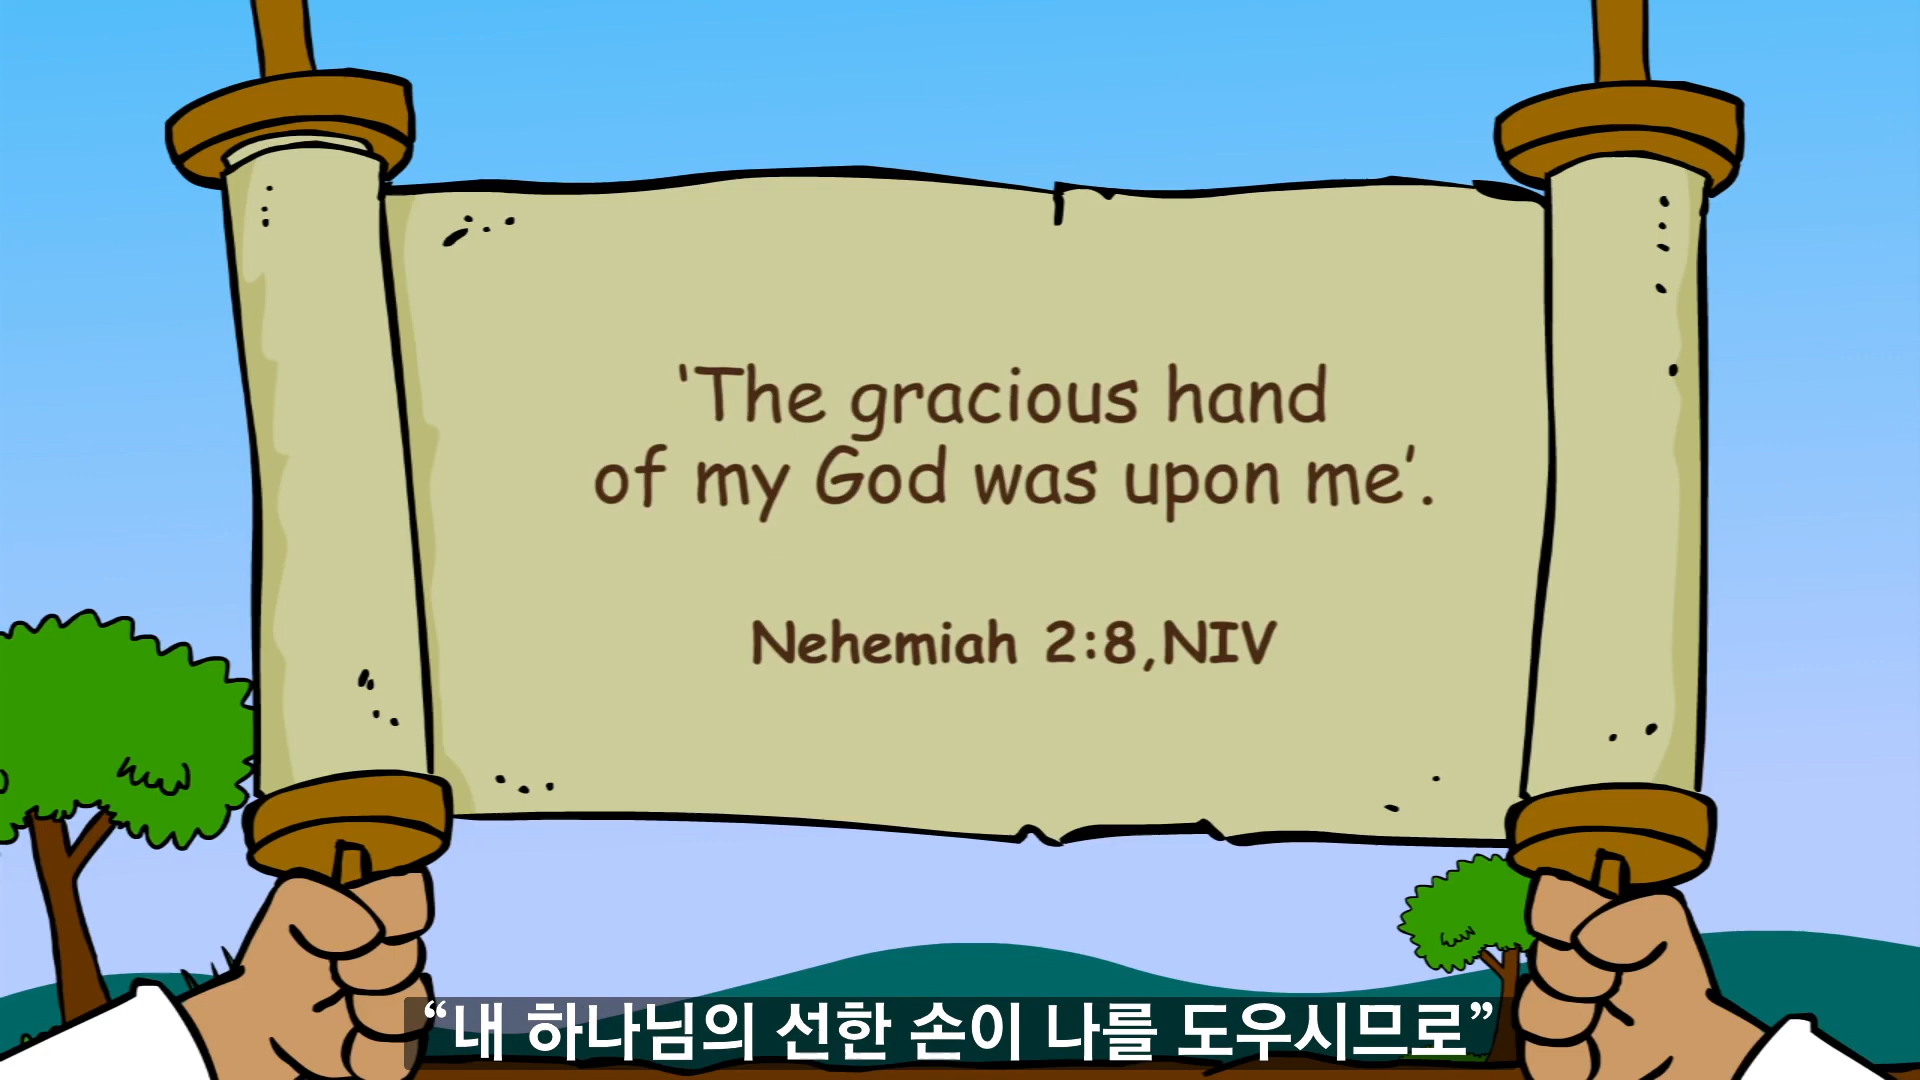 ‘The gracious hand
of my God was upon me’.
Nehemiah 2:8,NIV
“내 하나님의 선한 손이 나를 도우시므로”